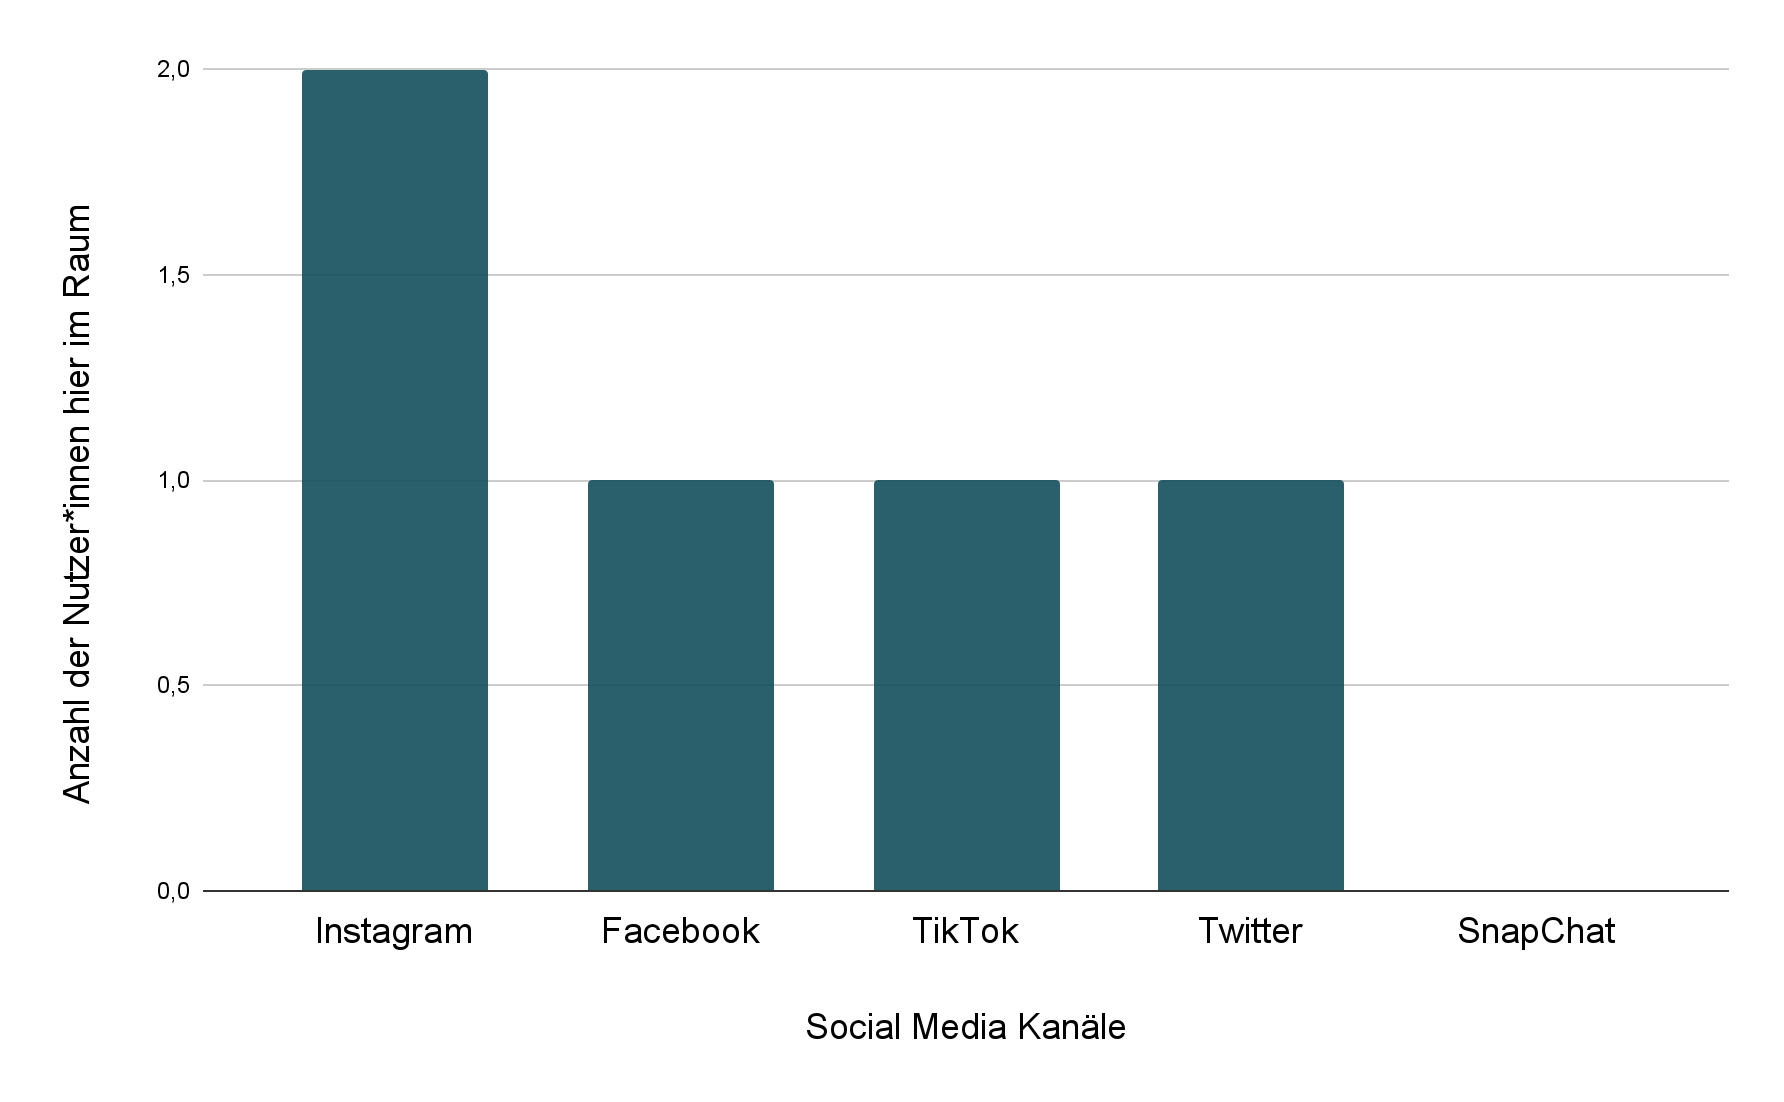 Anzahl der Nutzer*innen hier im Raum
2,0
1,5
1,0
0,5
0,0
Instagram Facebook TikTok Twitter SnapChat
Social Media Kanäle